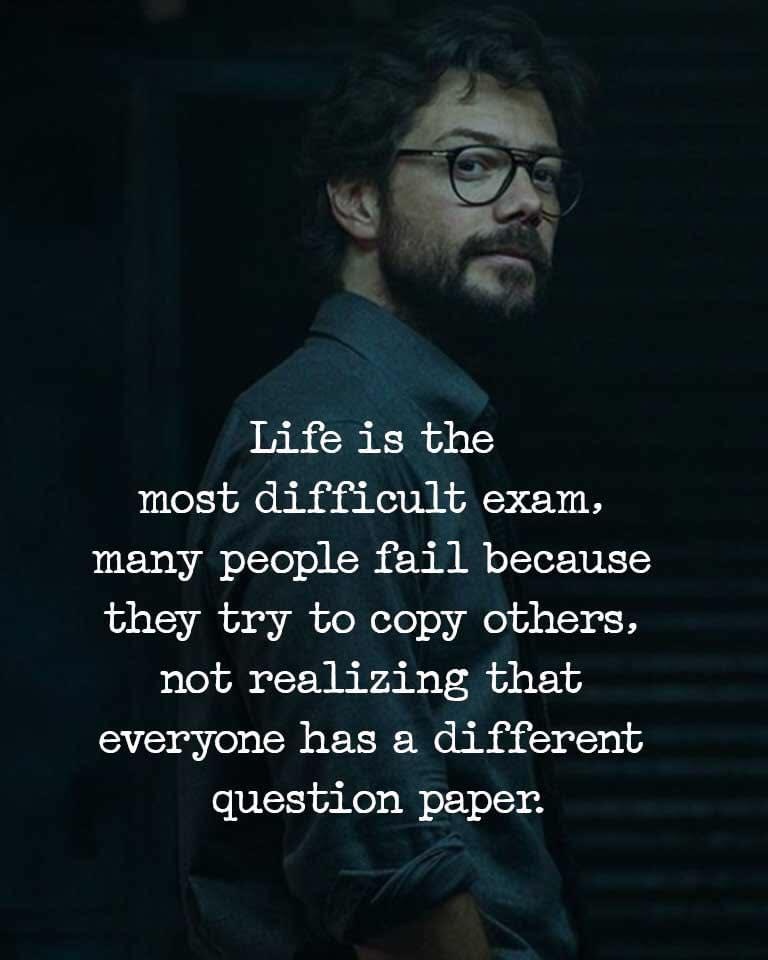 Life is the
most difficult exam,
many people fail because
they try to copy others,
not realizing that
everyone has a different
question paper.